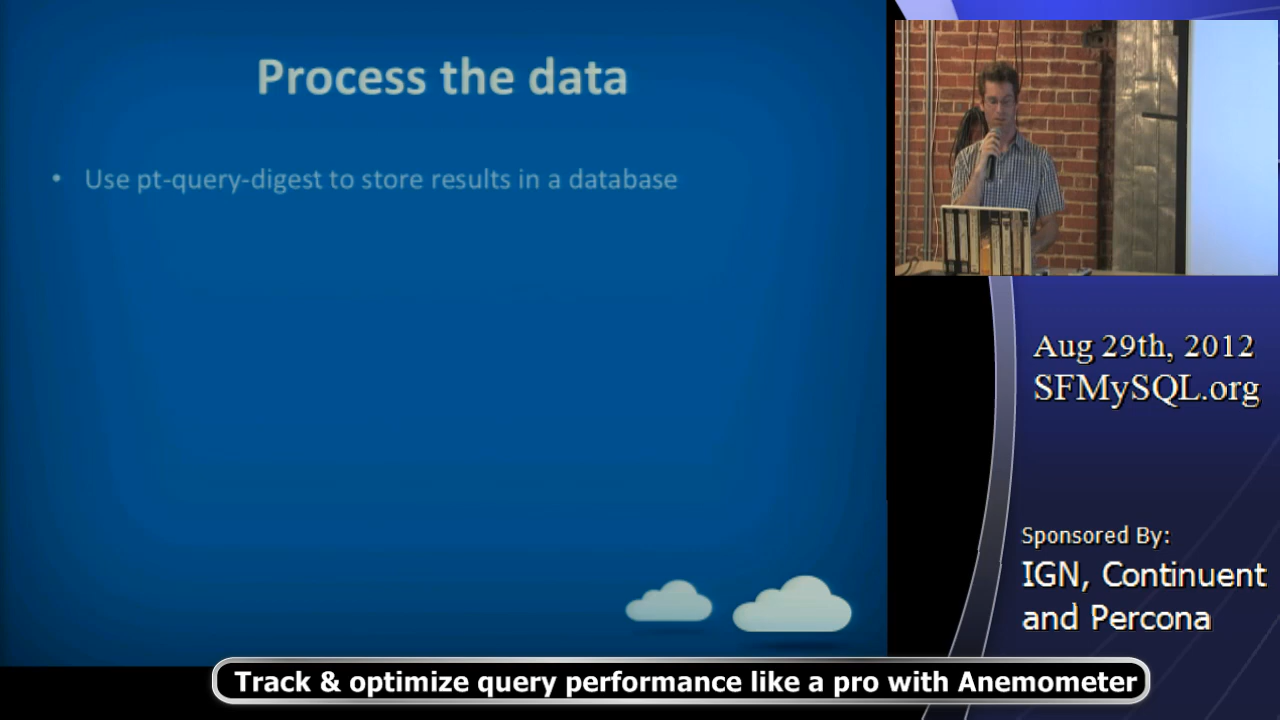 Process the data
• Use pt-query-digest to store results in a database
Aug 29th, 2012
SFMySQL.org
Sponsored By:
IGN, Continuent
and Percona
Track & optimize query performance like a pro with Anemometer